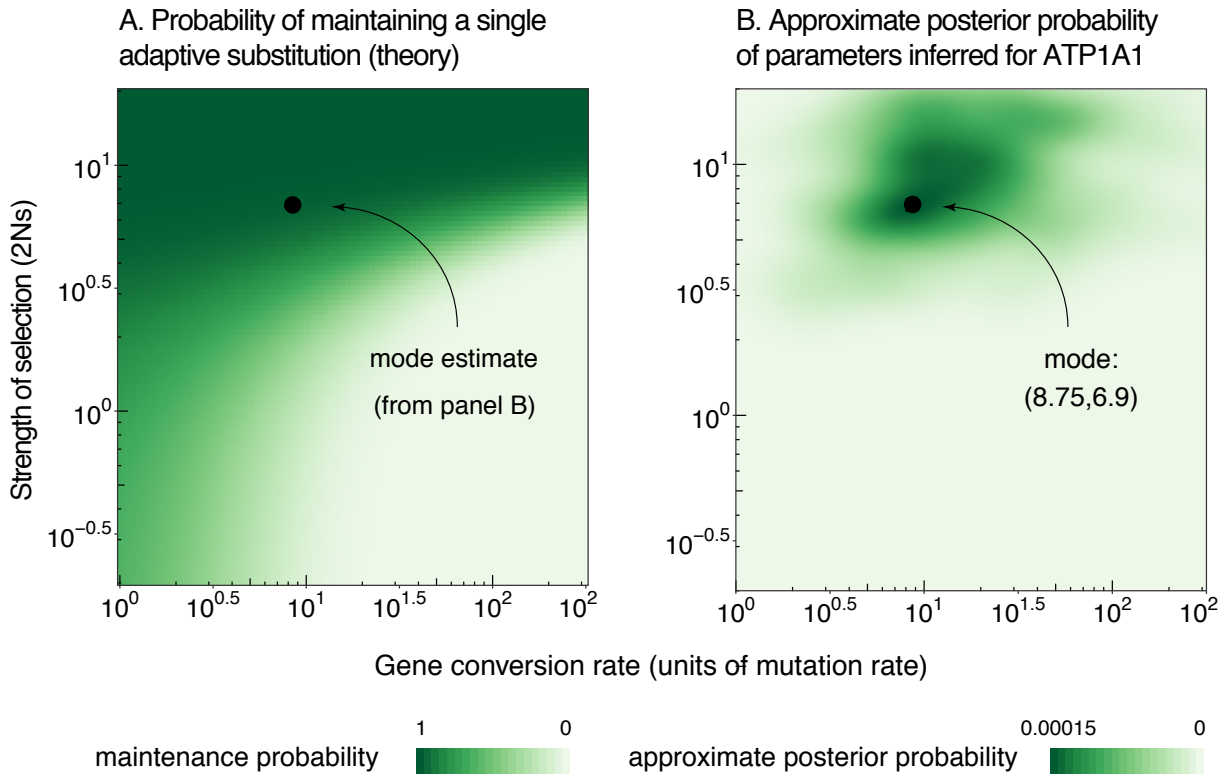 A. Probability of maintaining a single
adaptive substitution (theory)
B. Approximate posterior probability
of parameters inferred for ATP1A1
Strength of selection (2Ns)
10^1
10^0.5
10^0
10^−0.5
mode estimate
(from panel B)
10^0 10^0.5 10^1 10^1.5 10^2 10^2
10^1
10^0.5
10^0
10^−0.5
mode:
(8.75,6.9)
10^0 10^0.5 10^1 10^1.5 10^2 10^2
Gene conversion rate (units of mutation rate)
1 0
maintenance probability
0.00015 0
approximate posterior probability